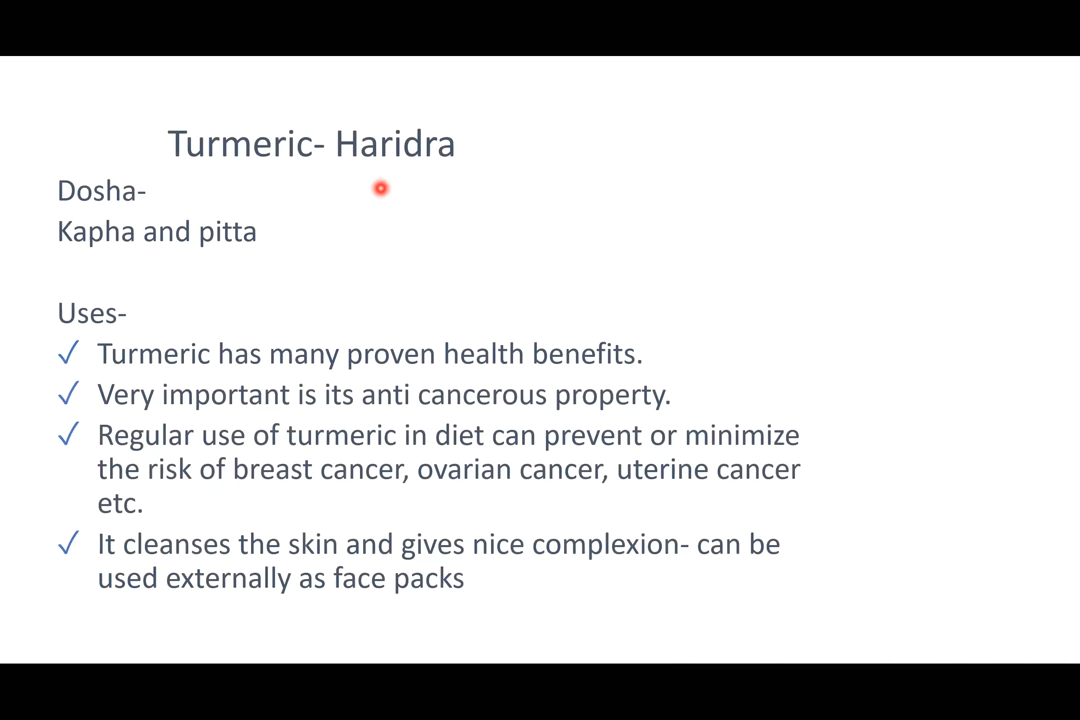 Turmeric- Haridra
Dosha-
Kapha and pitta
Uses-
✓ Turmeric has many proven health benefits.
✓ Very important is its anti cancerous property.
✓ Regular use of turmeric in diet can prevent or minimize
the risk of breast cancer, ovarian cancer, uterine cancer
etc.
✓ It cleanses the skin and gives nice complexion- can be
used externally as face packs